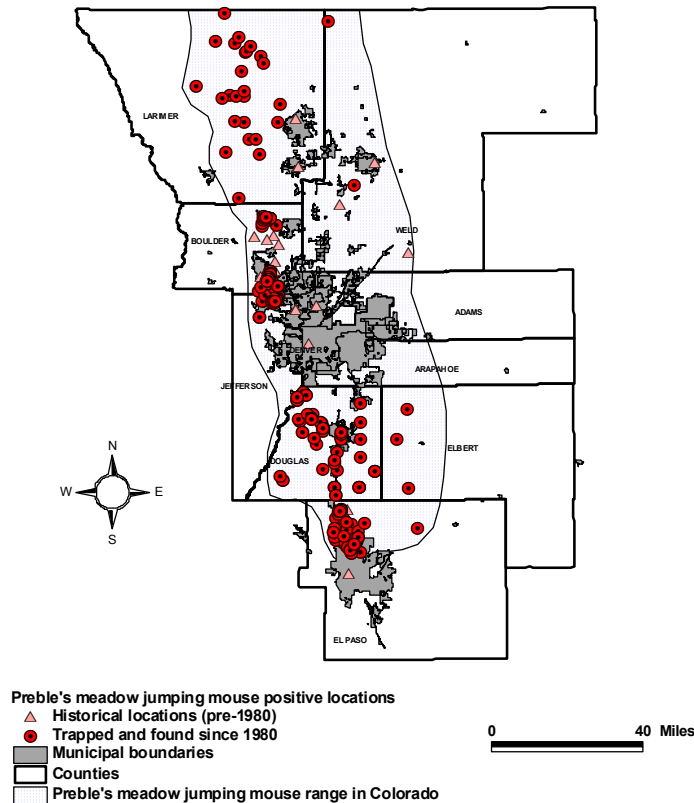 LARIMER
WELD
BOULDER
ADAMS
DENVER
ARAPAHOE
JEFFERSON
ELBERT
DOUGLAS
N
W E
S
EL PASO
Preble's meadow jumping mouse positive locations
Historical locations (pre-1980)
Trapped and found since 1980
0 40 Miles
Municipal boundaries
Counties
Preble's meadow jumping mouse range in Colorado